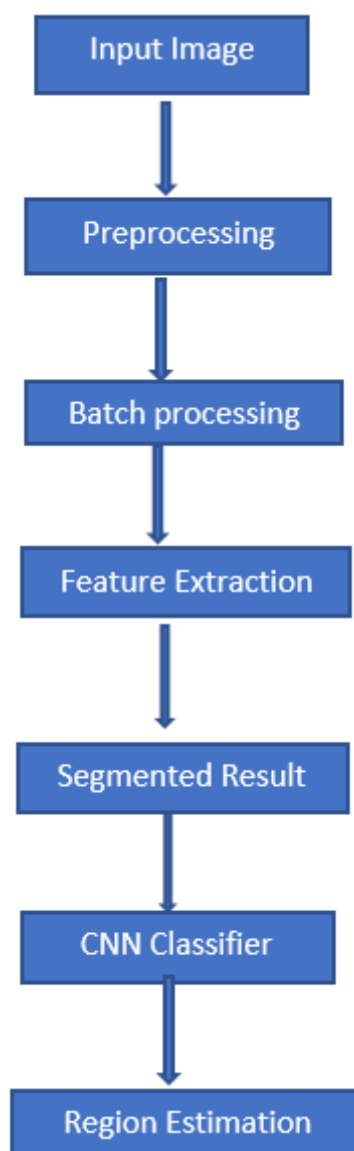 Input Image
Preprocessing
Batch processing
Feature Extraction
Segmented Result
CNN Classifier
Region Estimation